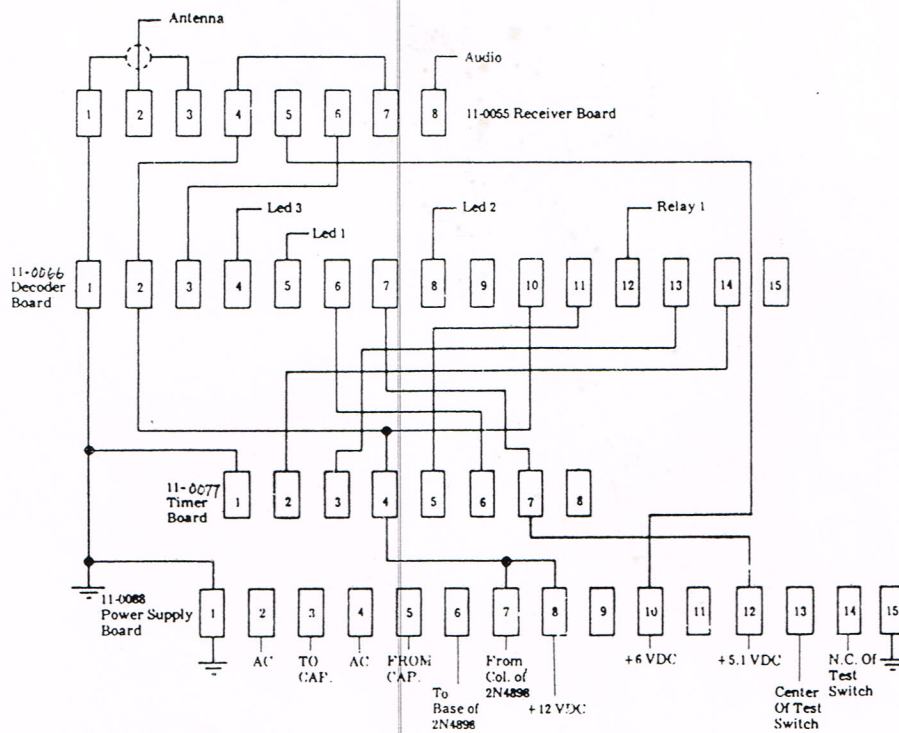 Antenna
Audio
1 2 3 4 5 6 7 8 11-0055 Receiver Board
Led 3
Led 2
Relay 1
Led 1
11-0066
Decoder
Board
1 2 3 4 5 6 7 8 9 10 11 12 13 14 15
11-0077
Timer
Board
1 2 3 4 5 6 7 8
11-0088
Power Supply
Board
1 2 3 4 5 6 7 8 9 10 11 12 13 14 15
AC
TO
CAP.
AC
FROM
CAP.
To
Base of
2N4898
From
Col. of
2N4898
+12 VDC
+6 VDC
+5.1 VDC
Center
Of Test
Switch
N.C. Of
Test
Switch